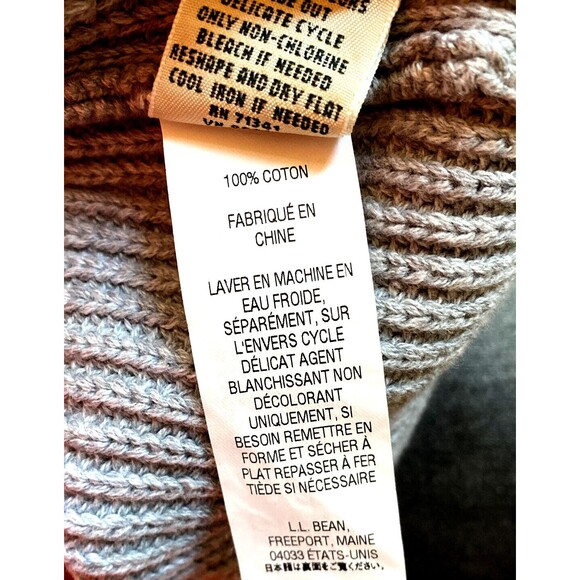 OUT
DELICATE CYCLE
ONLY NON-CHLORINE
BLEACH IF NEEDED
RESHAPE AND DRY FLAT
COOL IRON IF NEEDED
RN 71341
100% COTON
FABRIQUÉ EN
CHINE
LAVER EN MACHINE EN
EAU FROIDE,
SÉPARÉMENT, SUR
L'ENVERS CYCLE
DÉLICAT AGENT
BLANCHISSANT NON
DÉCOLORANT
UNIQUEMENT, SI
BESOIN REMETTRE EN
FORME ET SÉCHER À
PLAT REPASSER À FER
TIÈDE SI NÉCESSAIRE
L.L. BEAN,
FREEPORT, MAINE
04033 ÉTATS-UNIS
日本語は裏面をご覧ください。